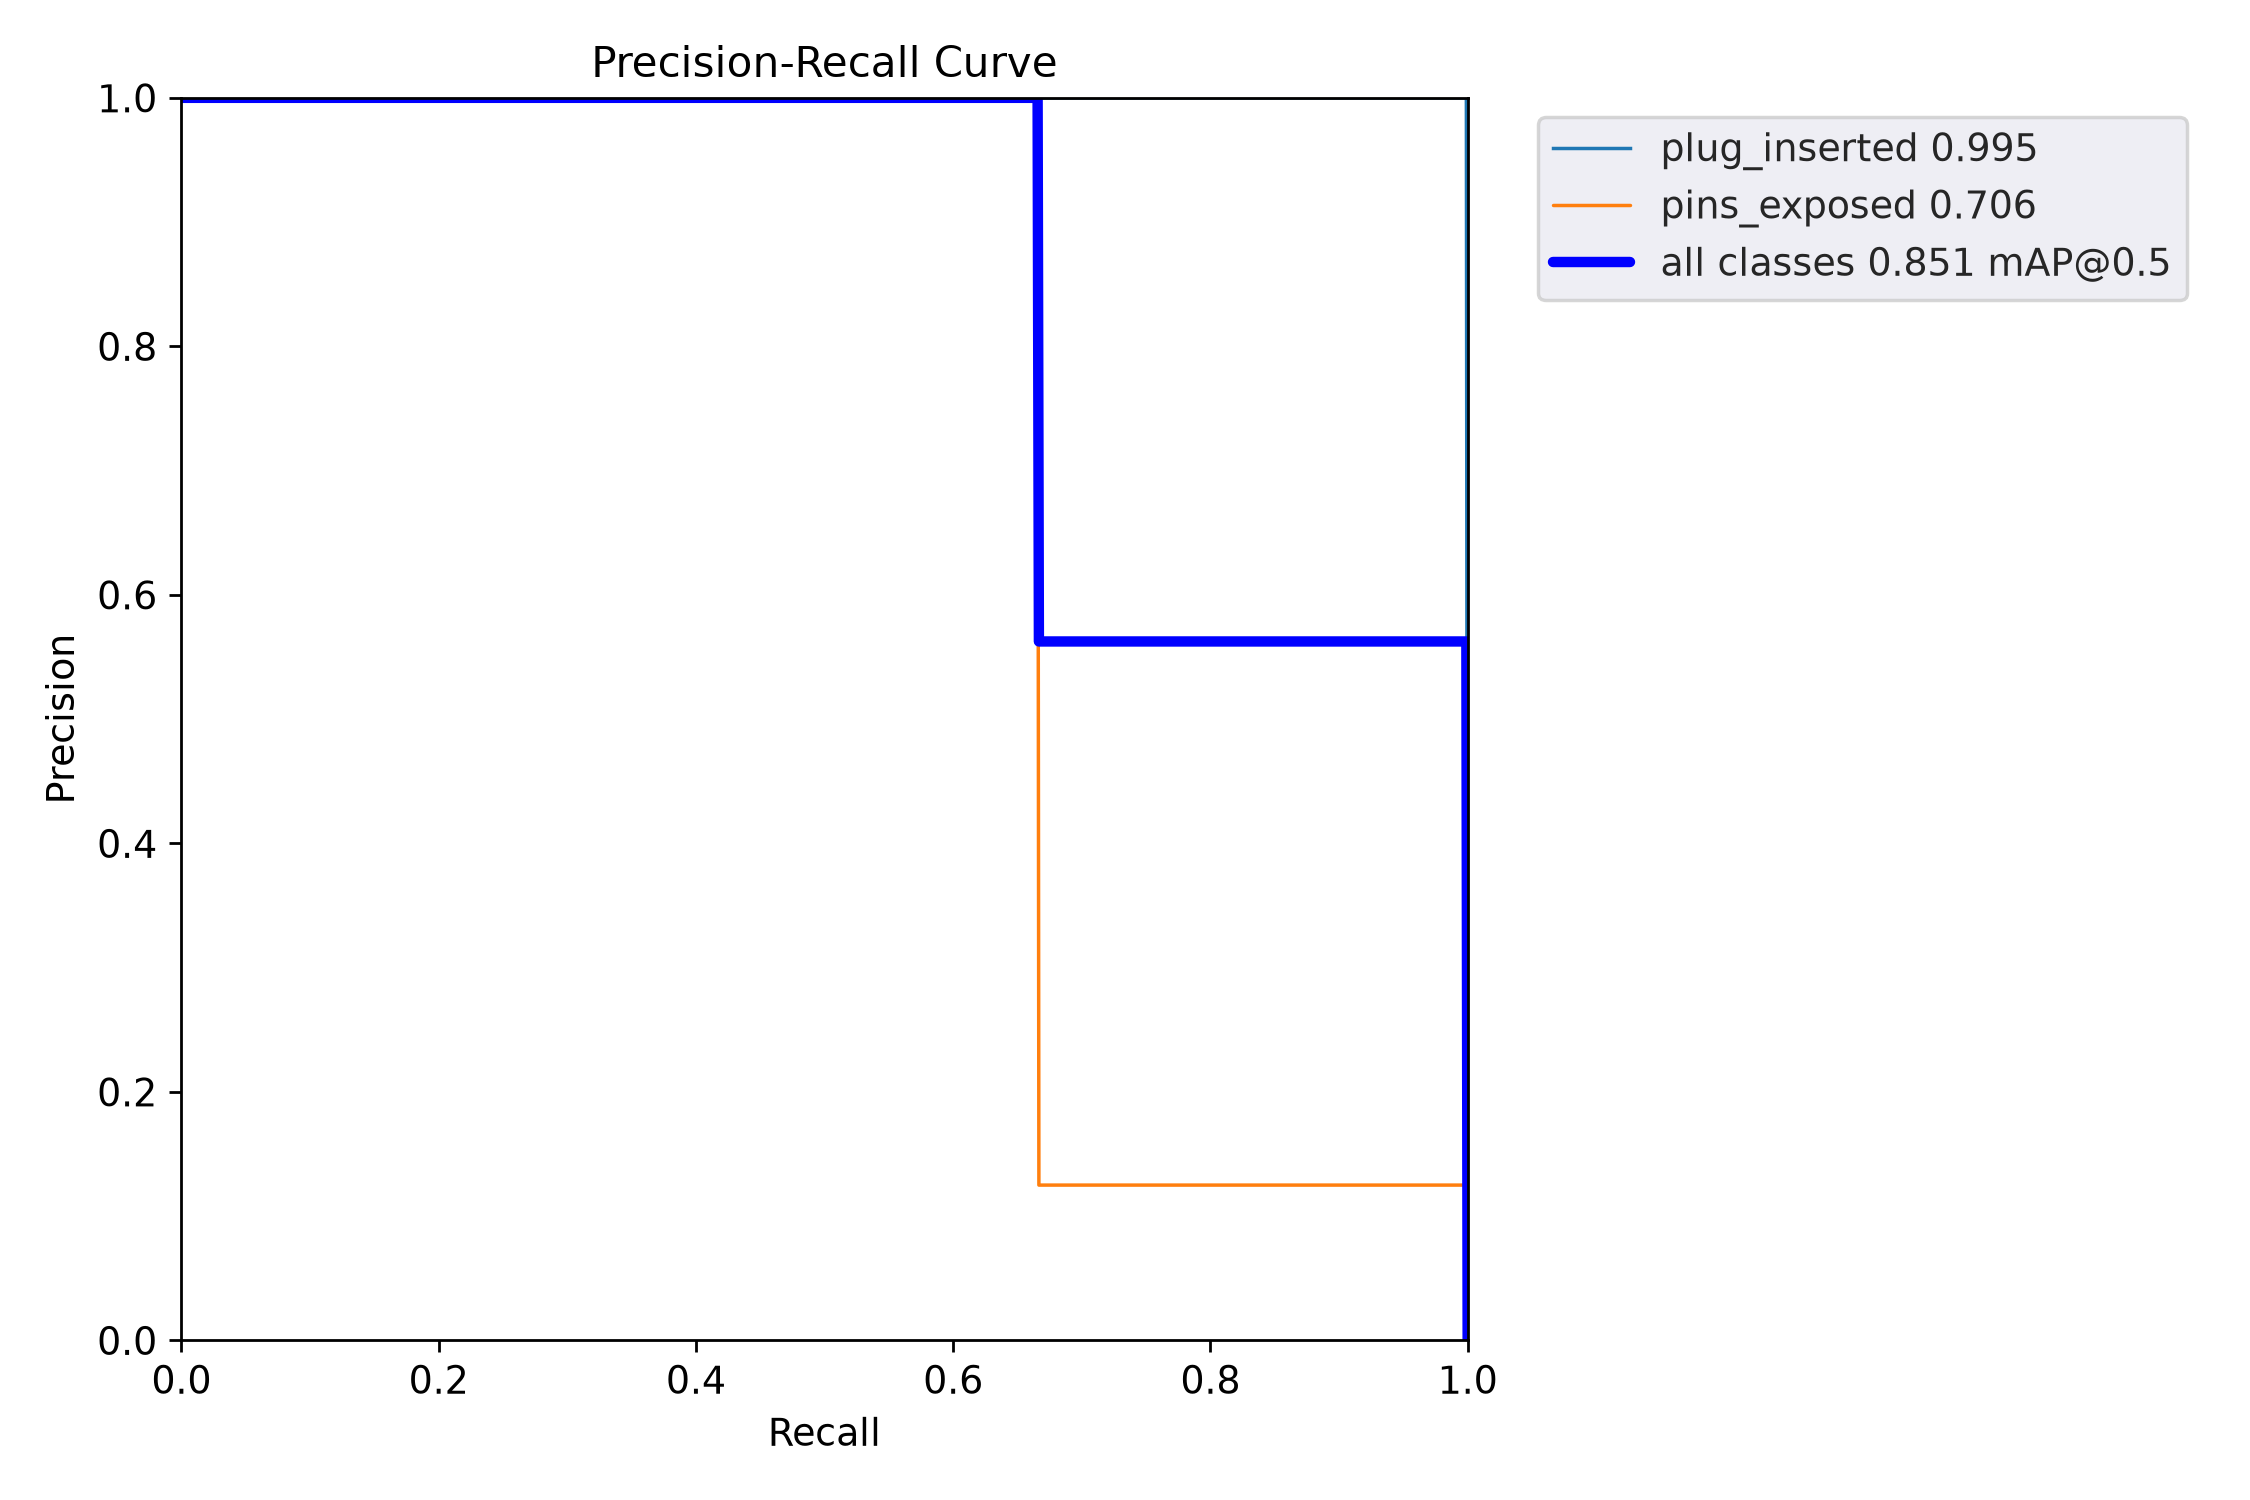 Precision-Recall Curve
1.0
0.8
0.6
0.4
0.2
0.0
Precision
0.0 0.2 0.4 0.6 0.8 1.0
Recall
plug_inserted 0.995
pins_exposed 0.706
all classes 0.851 mAP@0.5